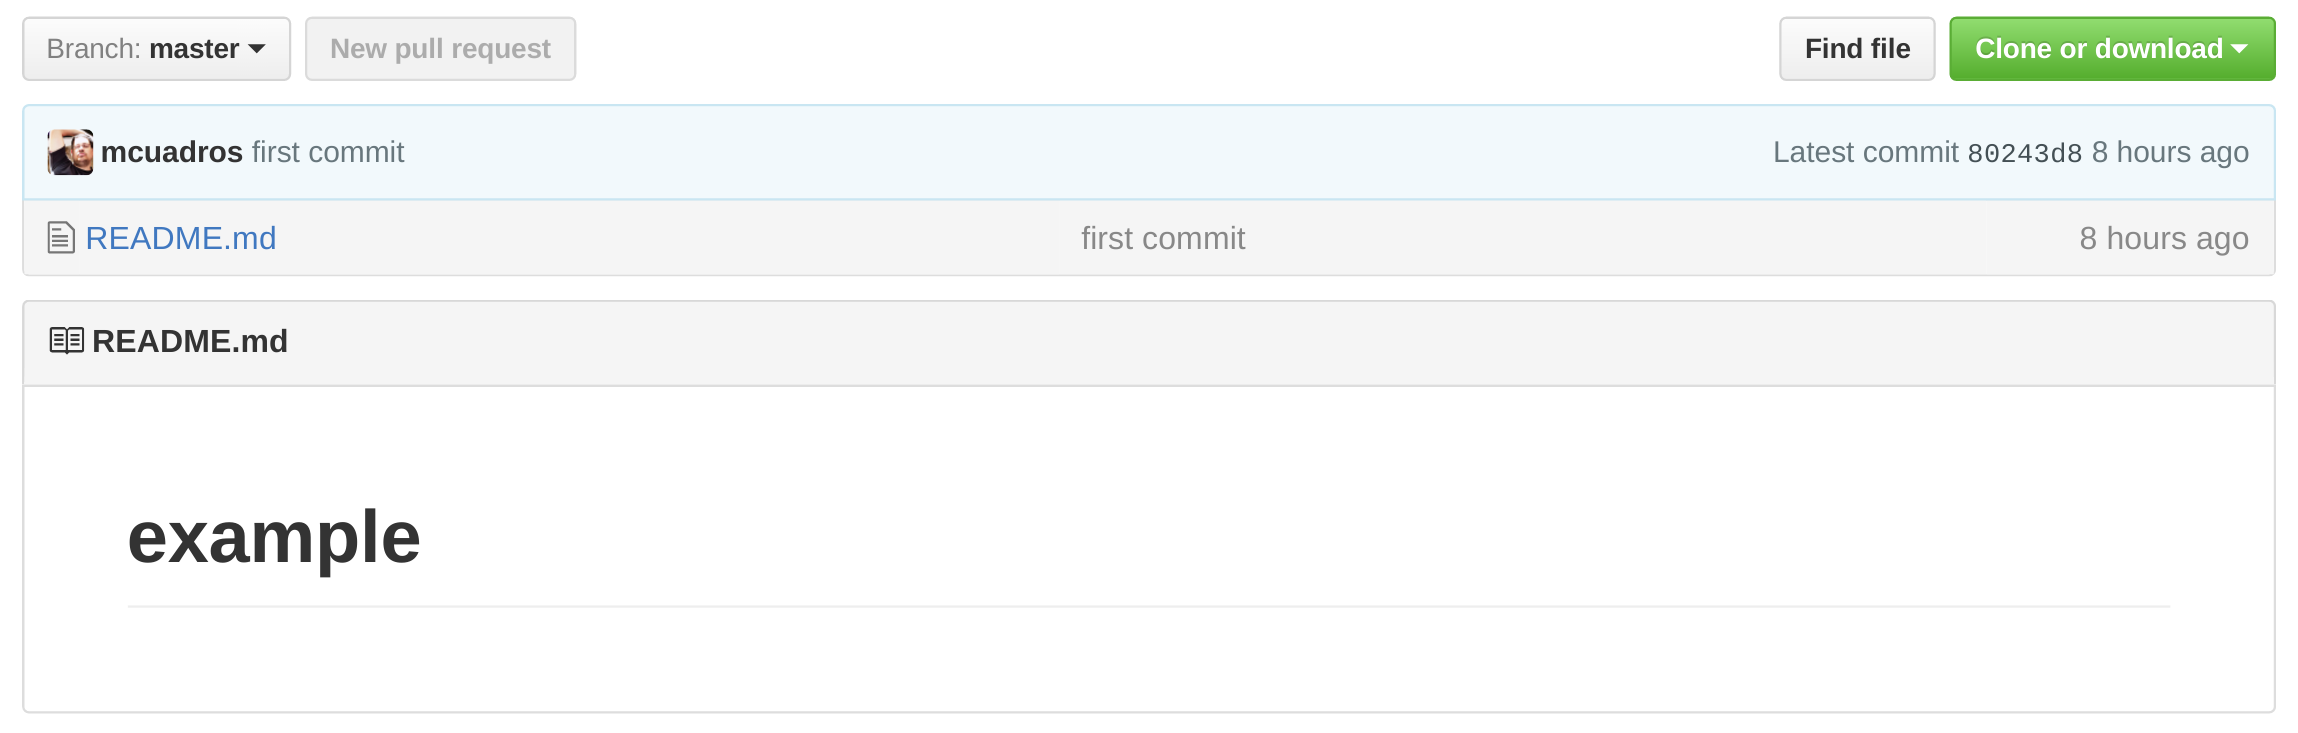 Branch: master New pull request Find file Clone or download
mcuadros first commit Latest commit 80243d8 8 hours ago
README.md first commit 8 hours ago
README.md
example